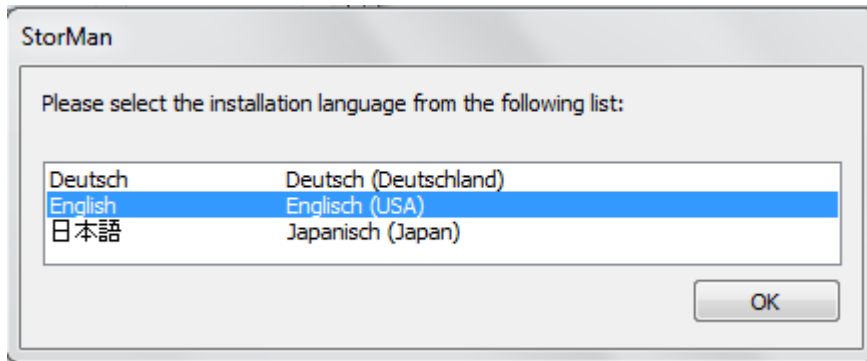 StorMan
Please select the installation language from the following list:
Deutsch Deutsch (Deutschland)
English Englisch (USA)
日本語 Japanisch (Japan)
OK